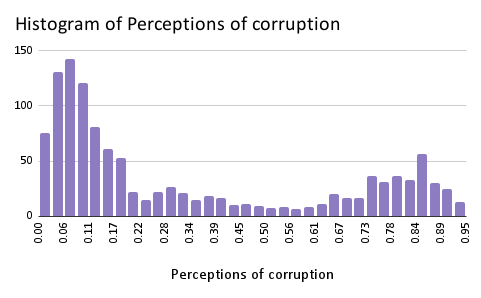 Histogram of Perceptions of corruption
150
100
50
0
0.00 0.06 0.11 0.17 0.22 0.28 0.34 0.39 0.45 0.50 0.56 0.61 0.67 0.73 0.78 0.84 0.89 0.95
Perceptions of corruption